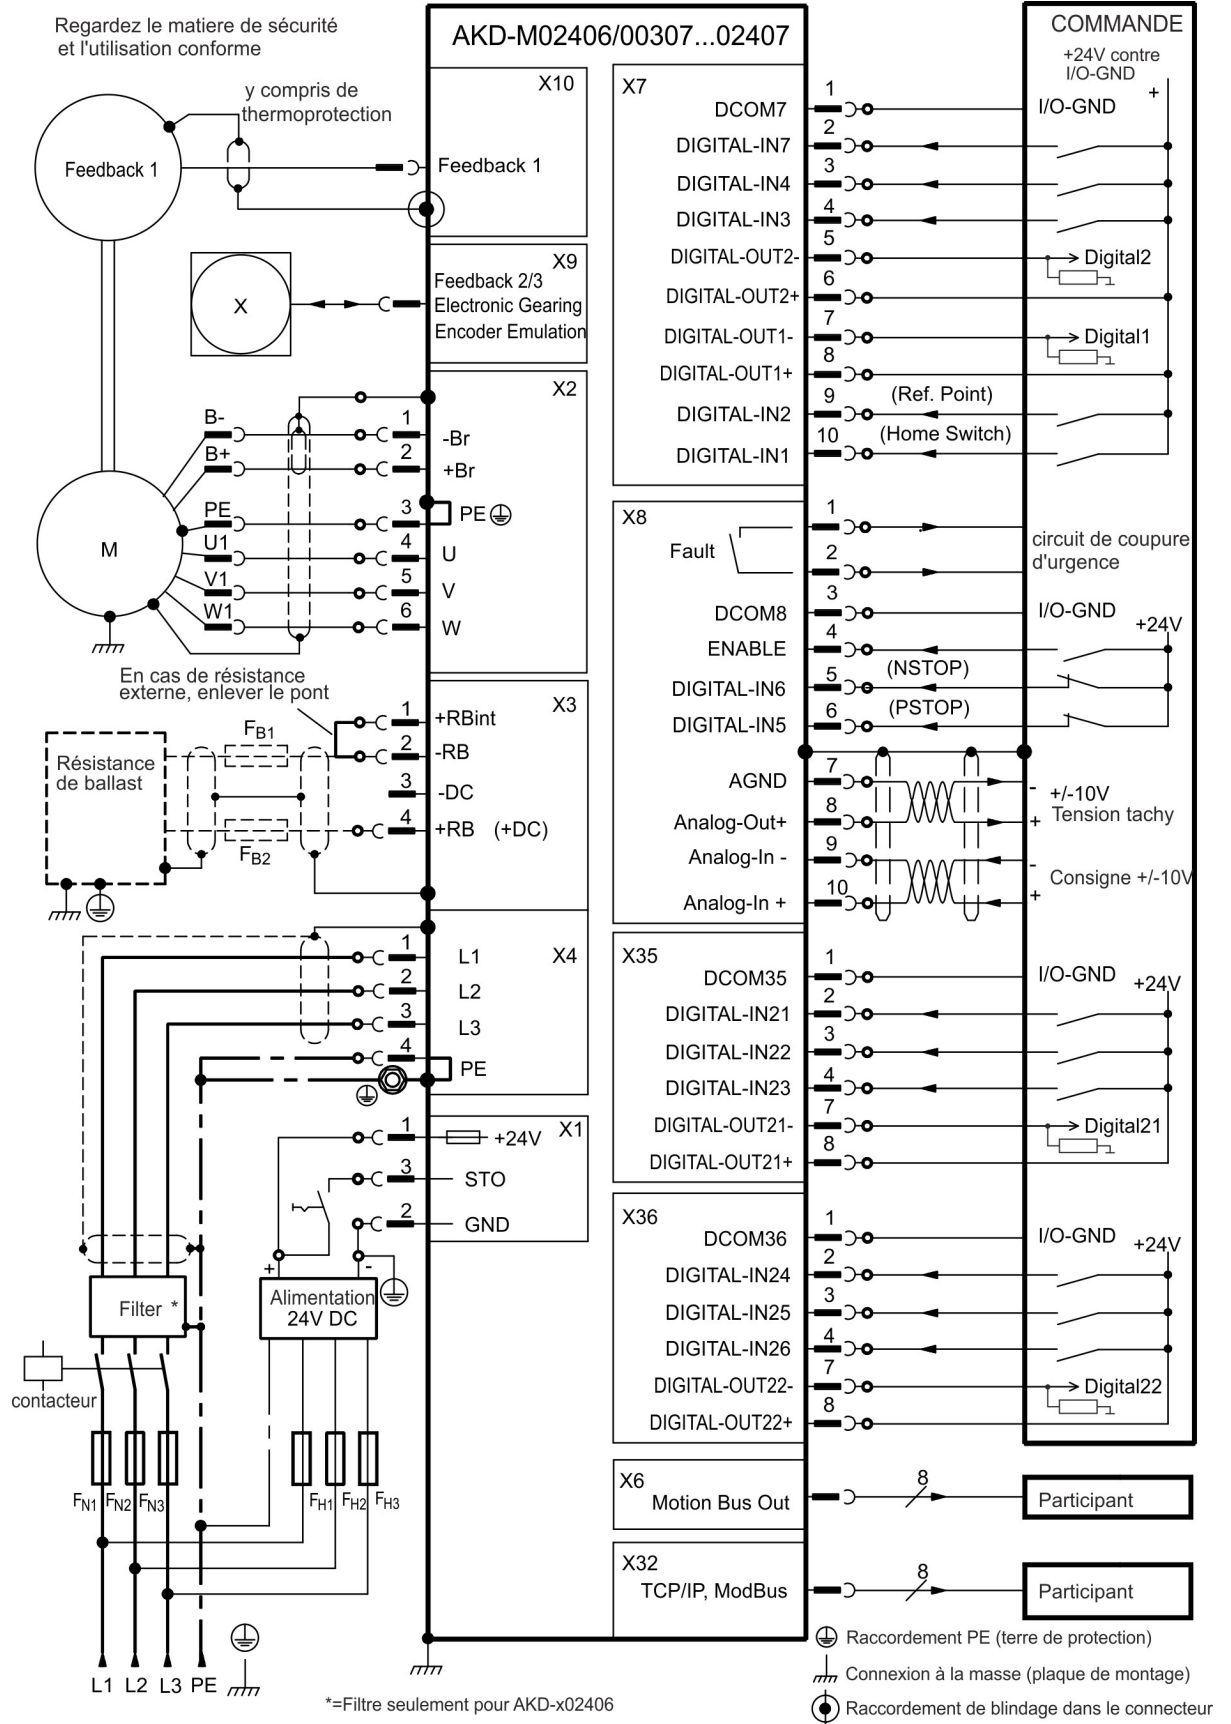 Regardez le matiere de sécurité
et l'utilisation conforme
AKD-M02406/00307...02407
COMMANDE
+24V contre
I/O-GND
+
y compris de
thermoprotection
Feedback 1
X10
Feedback 1
X
X9
Feedback 2/3
Electronic Gearing
Encoder Emulation
X2
B-
1
-Br
B+
2
+Br
PE
3
PE
U1
4
U
V1
5
V
W1
6
W
M
En cas de résistance
externe, enlever le pont
X3
FB1
1
+RBint
2
-RB
Résistance
de ballast
3
-DC
4
+RB (+DC)
FB2
X4
1
L1
2
L2
3
L3
4
PE
X1
1
+24V
3
STO
2
GND
+
-
Filter *
Alimentation
24V DC
contacteur
FN1
FN2
FN3
FH1
FH2
FH3
L1
L2
L3
PE
*=Filtre seulement pour AKD-x02406
X7
DCOM7
1
I/O-GND
DIGITAL-IN7
2
DIGITAL-IN4
3
DIGITAL-IN3
4
DIGITAL-OUT2-
5
Digital2
DIGITAL-OUT2+
6
DIGITAL-OUT1-
7
Digital1
DIGITAL-OUT1+
8
DIGITAL-IN2
9
(Ref. Point)
DIGITAL-IN1
10
(Home Switch)
X8
Fault
1
2
circuit de coupure
d'urgence
DCOM8
3
I/O-GND
+24V
ENABLE
4
DIGITAL-IN6
5
(NSTOP)
DIGITAL-IN5
6
(PSTOP)
AGND
7
-
+/-10V
Tension tachy
Analog-Out+
8
+
Analog-In -
9
-
Consigne +/-10V
Analog-In +
10
+
X35
DCOM35
1
I/O-GND
+24V
DIGITAL-IN21
2
DIGITAL-IN22
3
DIGITAL-IN23
4
DIGITAL-OUT21-
7
Digital21
DIGITAL-OUT21+
8
X36
DCOM36
1
I/O-GND
+24V
DIGITAL-IN24
2
DIGITAL-IN25
3
DIGITAL-IN26
4
DIGITAL-OUT22-
7
Digital22
DIGITAL-OUT22+
8
X6
Motion Bus Out
8
Participant
X32
TCP/IP, ModBus
8
Participant
Raccordement PE (terre de protection)
Connexion à la masse (plaque de montage)
Raccordement de blindage dans le connecteur